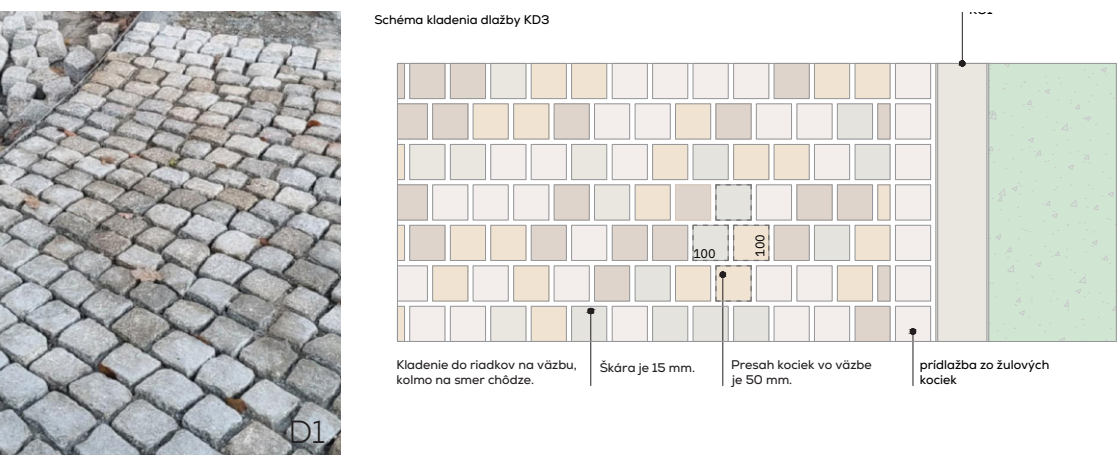 Schéma kladenia dlažby KD3
100
100
Kladenie do riadkov na väzbu,
kolmo na smer chôdze.
Škára je 15 mm.
Presah kociek vo väzbe
je 50 mm.
prídlažba zo žulových
kociek
D1